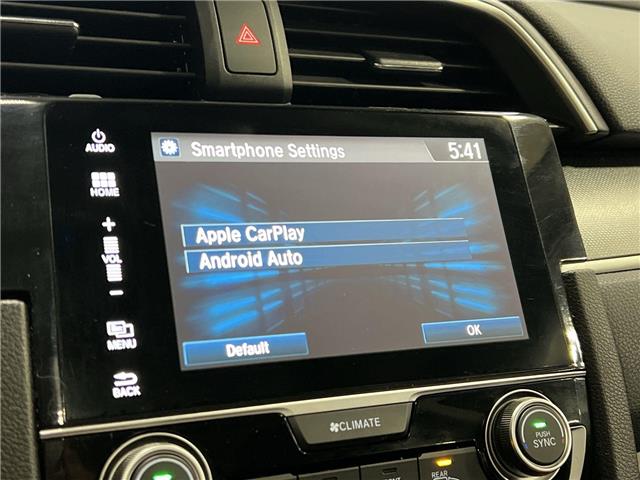 AUDIO
Smartphone Settings
5:41
HOME
+
VOL
-
Apple CarPlay
Android Auto
MENU
Default
OK
BACK
CLIMATE
PUSH
SYNC
REAR